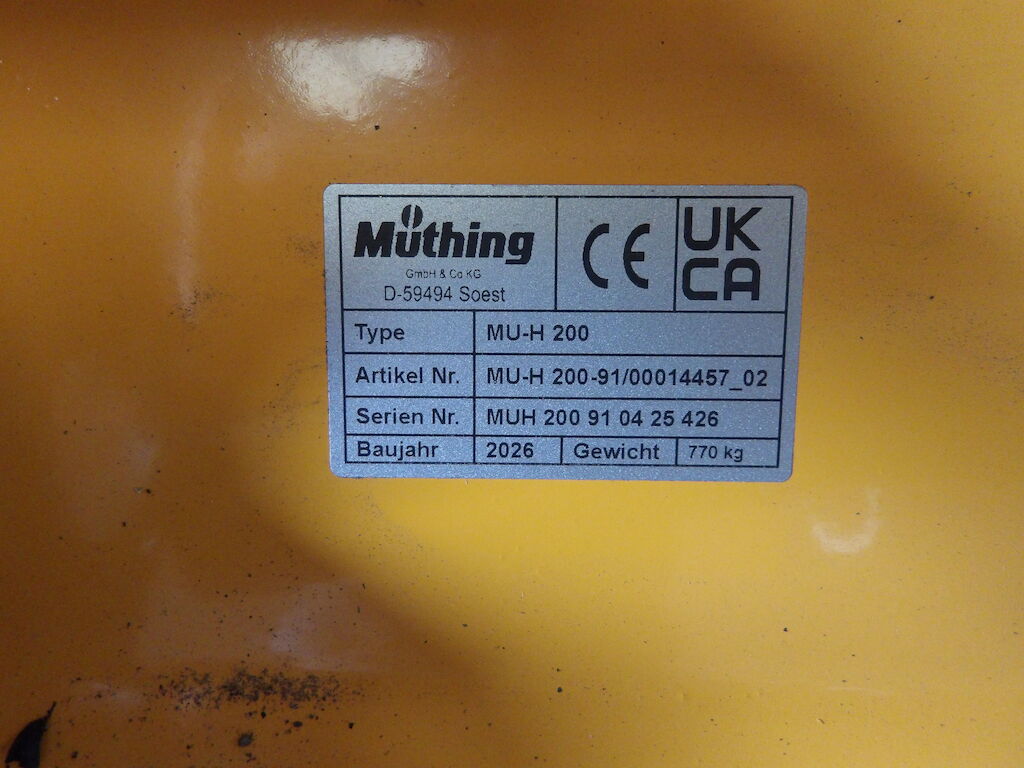 Müthing
GmbH & Co KG
D-59494 Soest
CE
UK
CA
Type MU-H 200
Artikel Nr. MU-H 200-91/00014457_02
Serien Nr. MUH 200 91 04 25 426
Baujahr 2026 Gewicht 770 kg